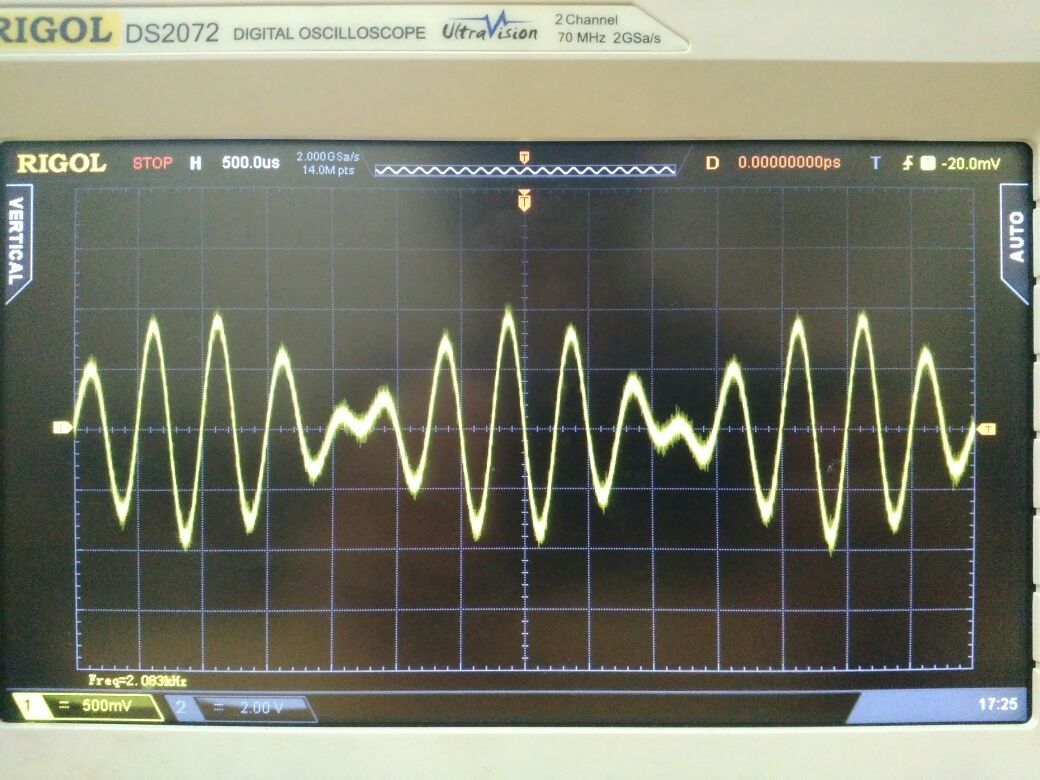 RIGOL DS2072 DIGITAL OSCILLOSCOPE UltraVision
2 Channel
70 MHz 2GSa/s
RIGOL STOP H 500.0us 2.000GSa/s 14.0M pts D 0.00000000ps T 1 -20.0mV
T
T
VERTICAL
AUTO
T
Freq=2.083kHz
1 500mV 2 2.00 V 17:25